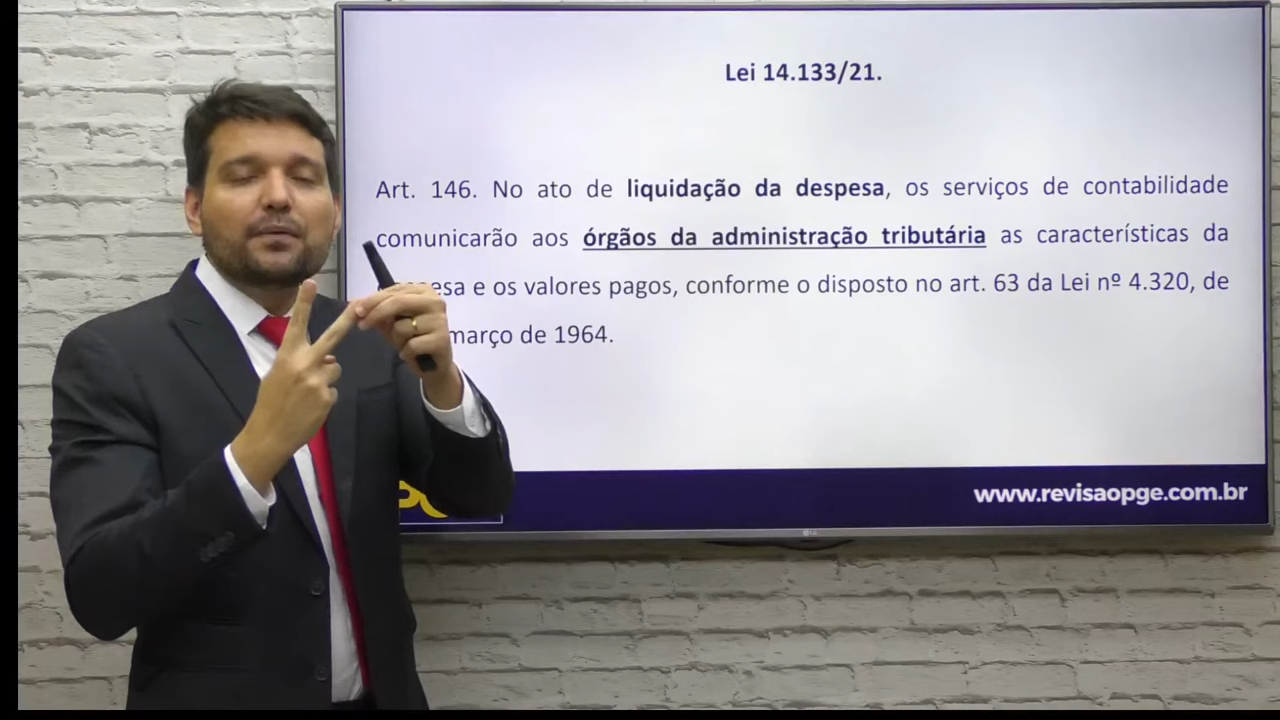 Lei 14.133/21.
Art. 146. No ato de liquidação da despesa, os serviços de contabilidade
comunicarão aos órgãos da administração tributária as características da
e os valores pagos, conforme o disposto no art. 63 da Lei nº 4.320, de
março de 1964.
www.revisaopge.com.br
LG